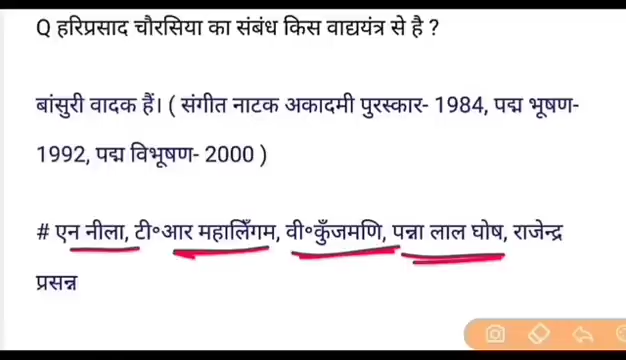 Q हरिप्रसाद चौरसिया का संबंध किस वाद्ययंत्र से है ?
बांसुरी वादक हैं। ( संगीत नाटक अकादमी पुरस्कार- 1984, पद्म भूषण-
1992, पद्म विभूषण- 2000 )
# एन नीला, टी॰आर महालिँगम, वी॰कुँजमणि, पन्ना लाल घोष, राजेन्द्र
प्रसन्न